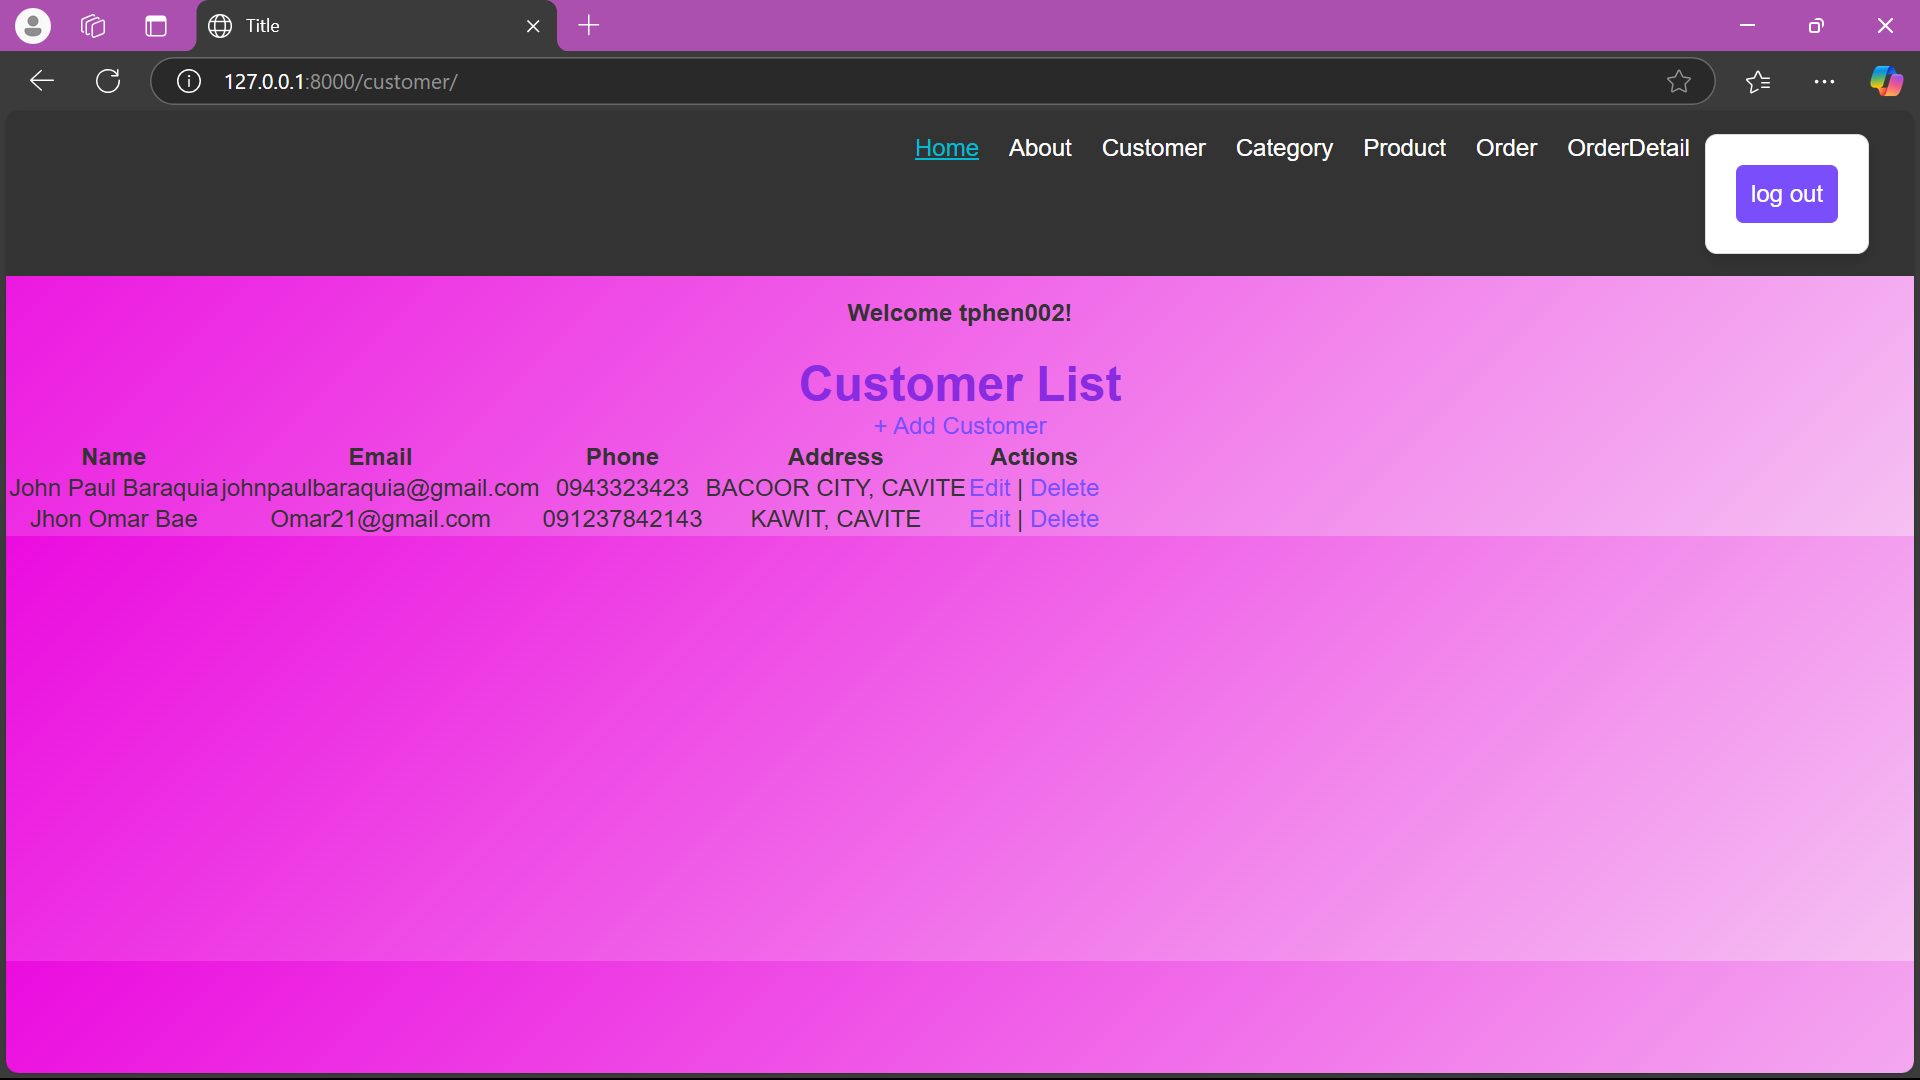 Title
127.0.0.1:8000/customer/
Home About Customer Category Product Order OrderDetail
log out
Welcome tphen002!
Customer List
+ Add Customer
Name Email Phone Address Actions
John Paul Baraquia johnpaulbaraquia@gmail.com 0943323423 BACOOR CITY, CAVITE Edit | Delete
Jhon Omar Bae Omar21@gmail.com 091237842143 KAWIT, CAVITE Edit | Delete